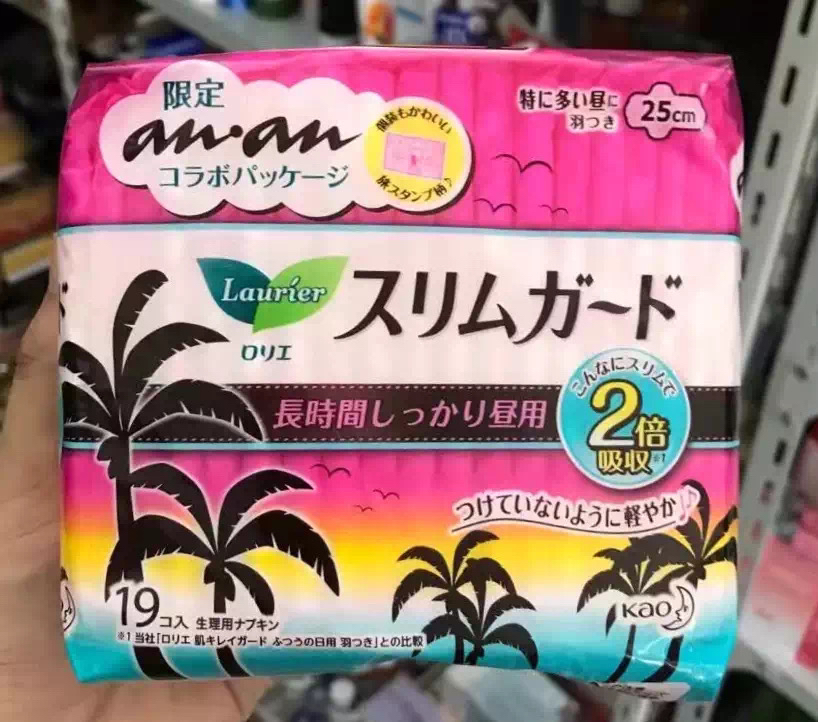 限定
an・an
コラボパッケージ
個装もかわいい
旅スタンプ柄♪
特に多い昼に
羽つき
25cm
Laurier
ロリエ
スリムガード
長時間しっかり昼用
こんなにスリムで
2倍
吸収※1
つけていないように軽やか♪
19コ入 生理用ナプキン
※1 当社「ロリエ 肌キレイガード ふつうの日用 羽つき」との比較
Kao